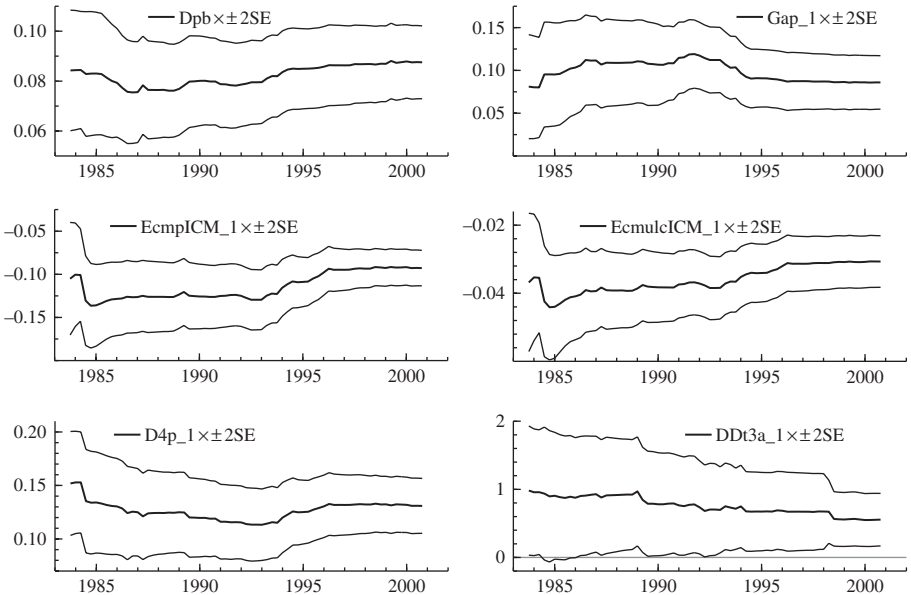 Dpb×±2SE
0.10
0.08
0.06
1985 1990 1995 2000
Gap_1×±2SE
0.15
0.10
0.05
1985 1990 1995 2000
EcmpICM_1×±2SE
–0.05
–0.10
–0.15
1985 1990 1995 2000
EcmulcICM_1×±2SE
–0.02
–0.04
1985 1990 1995 2000
D4p_1×±2SE
0.20
0.15
0.10
1985 1990 1995 2000
DDt3a_1×±2SE
2
1
0
1985 1990 1995 2000